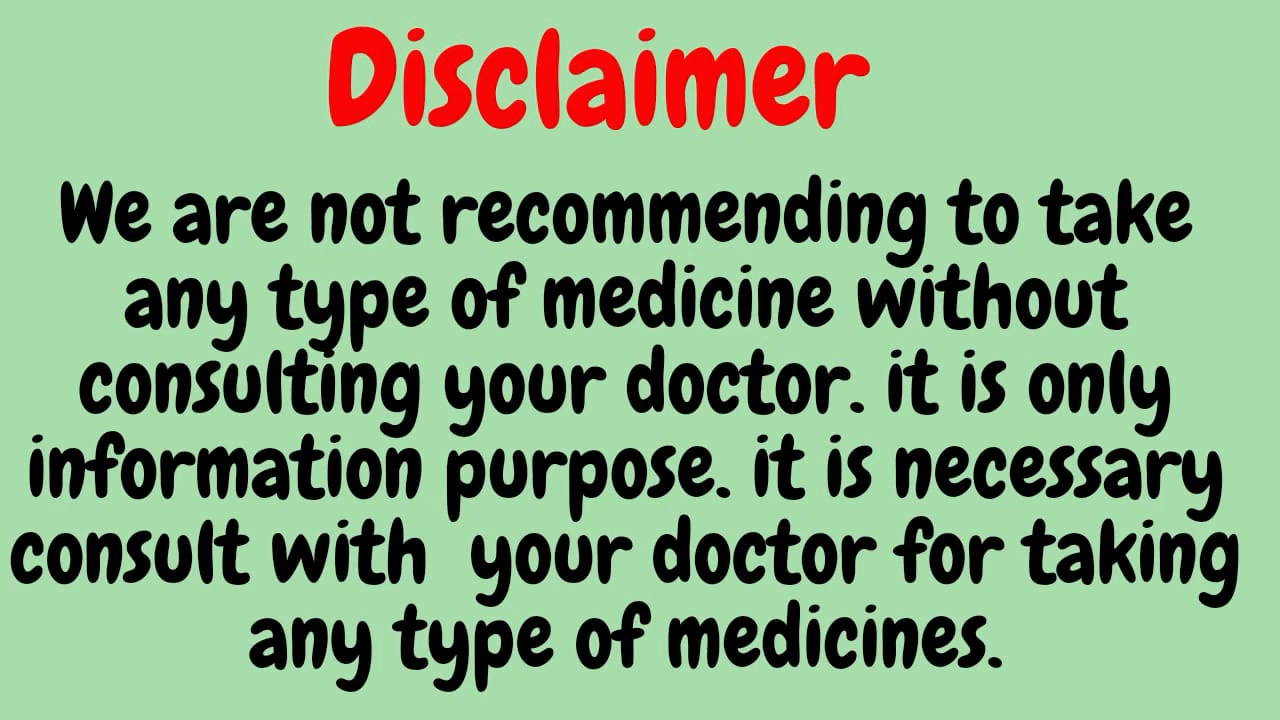 Disclaimer
We are not recommending to take
any type of medicine without
consulting your doctor. it is only
information purpose. it is necessary
consult with  your doctor for taking
any type of medicines.